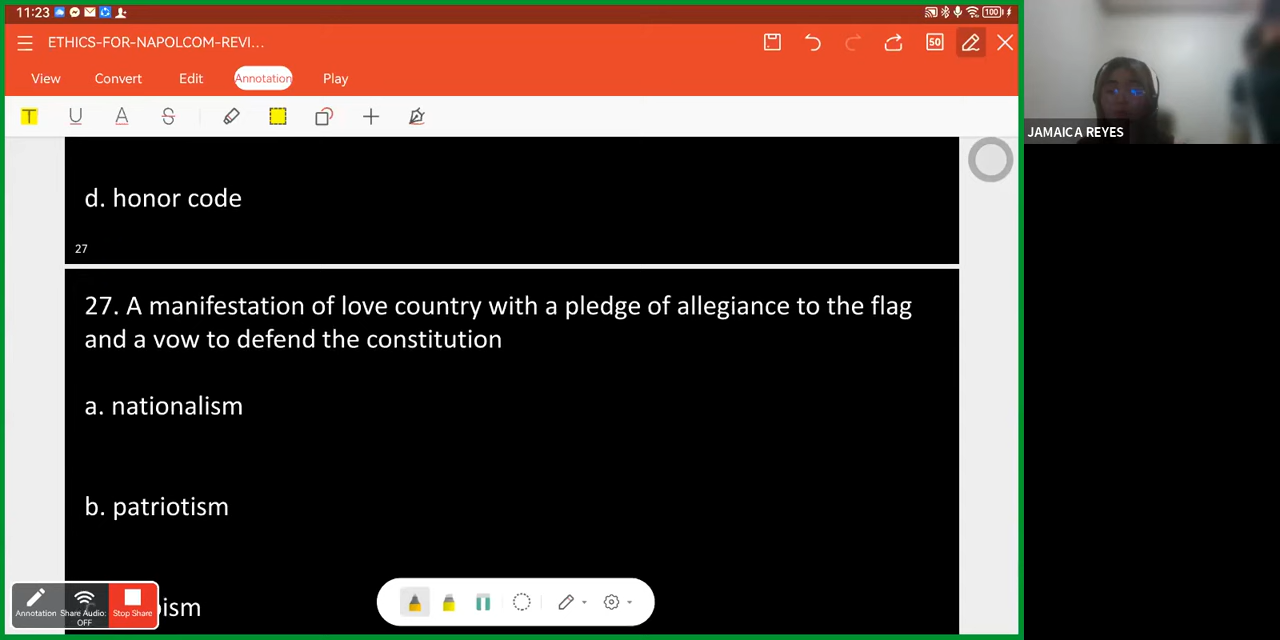 11:23
100
ETHICS-FOR-NAPOLCOM-REVI...
50
View Convert Edit Annotation Play
T U A S
JAMAICA REYES
d. honor code
27
27. A manifestation of love country with a pledge of allegiance to the flag
and a vow to defend the constitution
a. nationalism
b. patriotism
ism
Annotation Share Audio: OFF Stop Share